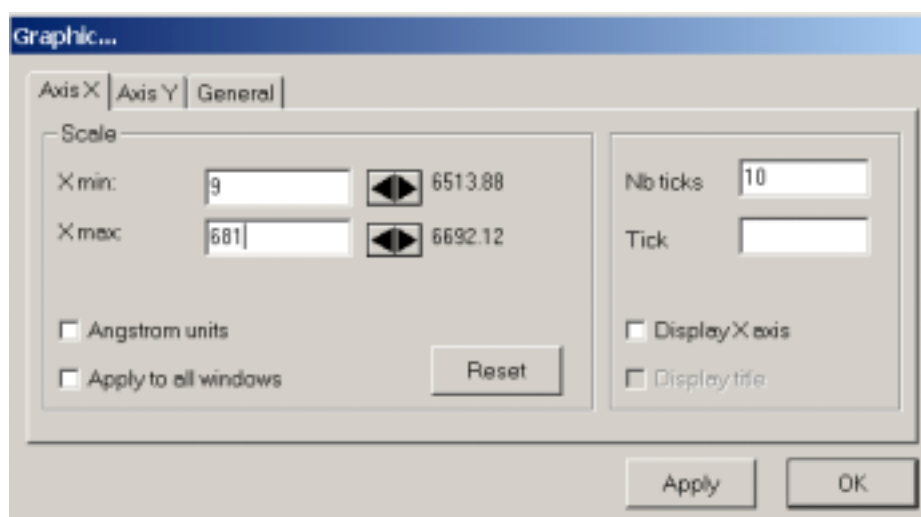 Graphic...
Axis X Axis Y General
Scale
X min: 9 6513.88
X max: 681 6692.12
Angstrom units
Apply to all windows
Reset
Nb ticks 10
Tick
Display X axis
Display title
Apply OK